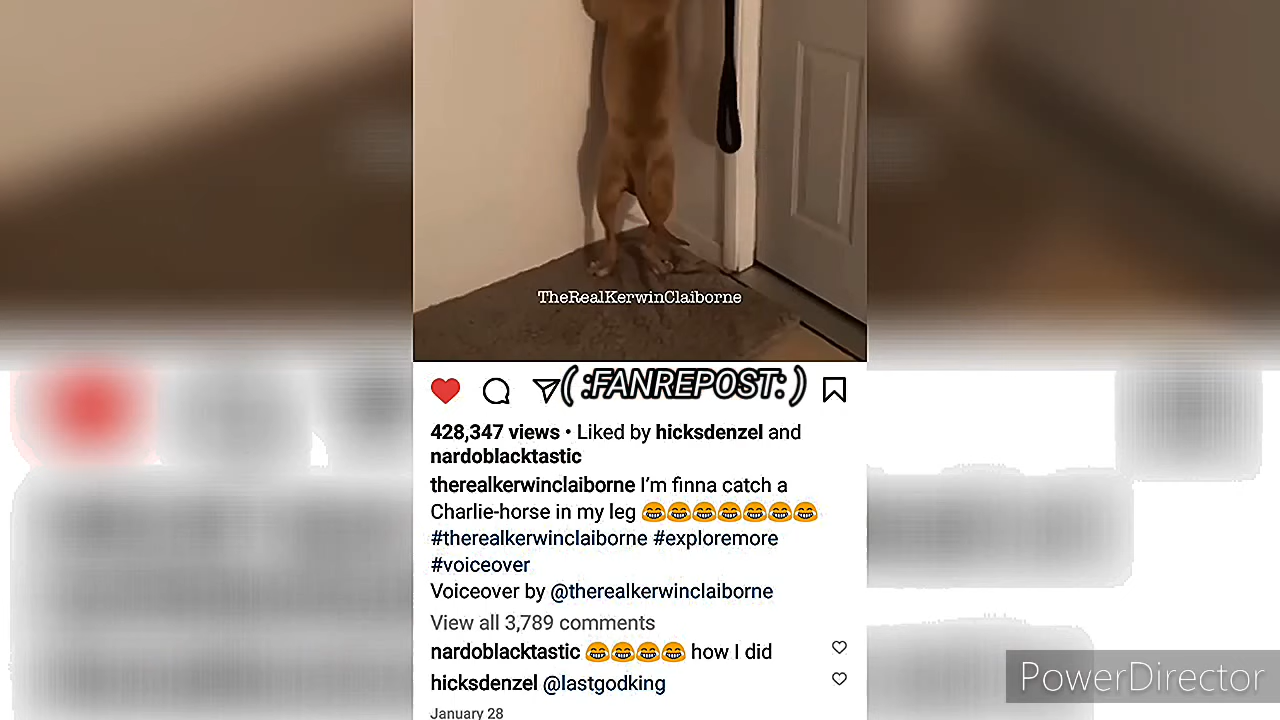 TheRealKerwinClaiborne
( :FANREPOST: )
428,347 views • Liked by hicksdenzel and
nardoblacktastic
therealkerwinclaiborne I’m finna catch a
Charlie-horse in my leg 😂😂😂😂😂😂😂
#therealkerwinclaiborne #exploremore
#voiceover
Voiceover by @therealkerwinclaiborne
View all 3,789 comments
nardoblacktastic 😂😂😂😂 how I did
hicksdenzel @lastgodking
January 28
PowerDirector